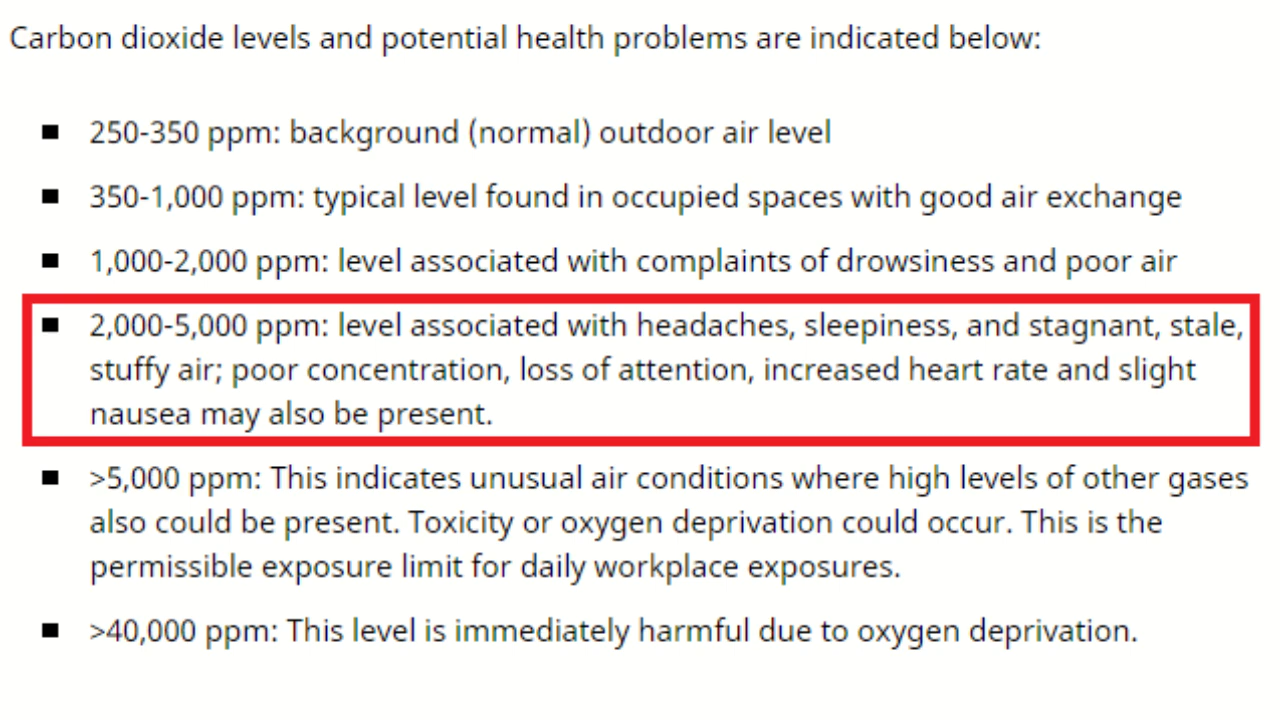 Carbon dioxide levels and potential health problems are indicated below:
■ 250-350 ppm: background (normal) outdoor air level
■ 350-1,000 ppm: typical level found in occupied spaces with good air exchange
■ 1,000-2,000 ppm: level associated with complaints of drowsiness and poor air
■ 2,000-5,000 ppm: level associated with headaches, sleepiness, and stagnant, stale,
stuffy air; poor concentration, loss of attention, increased heart rate and slight
nausea may also be present.
■ >5,000 ppm: This indicates unusual air conditions where high levels of other gases
also could be present. Toxicity or oxygen deprivation could occur. This is the
permissible exposure limit for daily workplace exposures.
■ >40,000 ppm: This level is immediately harmful due to oxygen deprivation.